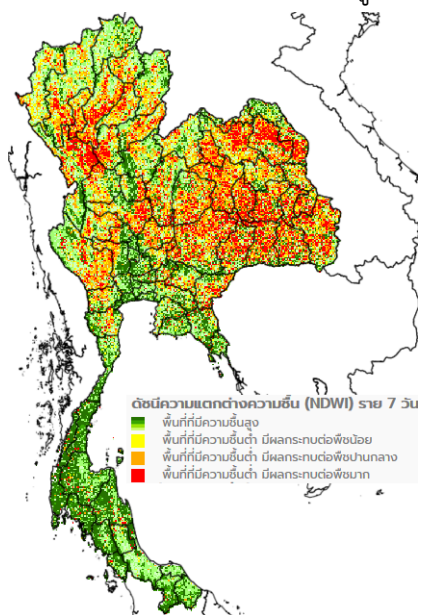 ดัชนีความแตกต่างความชื้น (NDWI) ราย 7 วัน
พื้นที่ที่มีความชื้นสูง
พื้นที่ที่มีความชื้นต่ำ มีผลกระทบต่อพืชน้อย
พื้นที่ที่มีความชื้นต่ำ มีผลกระทบต่อพืชปานกลาง
พื้นที่ที่มีความชื้นต่ำ มีผลกระทบต่อพืชมาก